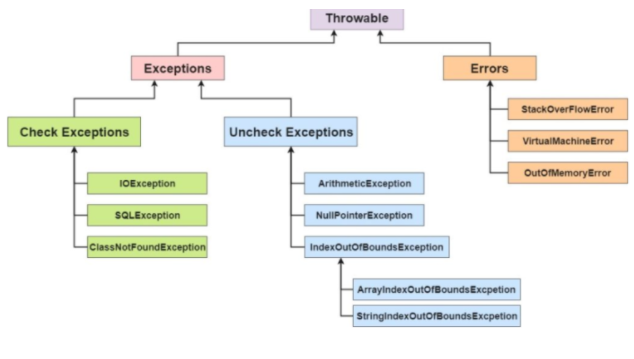 Throwable
Exceptions
Errors
Check Exceptions
Uncheck Exceptions
StackOverFlowError
VirtualMachineError
OutOfMemoryError
IOException
SQLException
ClassNotFoundException
ArithmeticException
NullPointerException
IndexOutOfBoundsException
ArrayIndexOutOfBoundsExcpetion
StringIndexOutOfBoundsExcpetion